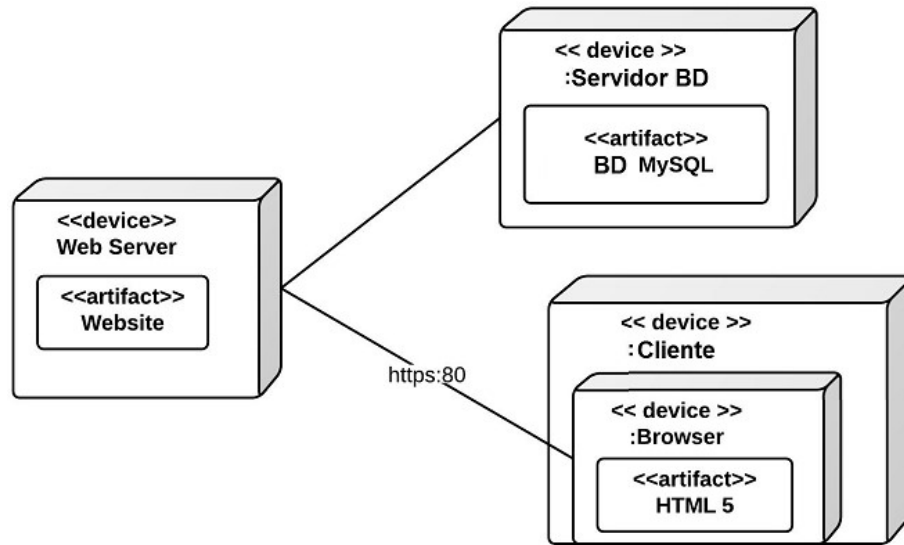 << device >>
:Servidor BD
<<artifact>>
BD MySQL
<<device>>
Web Server
<<artifact>>
Website
https:80
<< device >>
:Cliente
<< device >>
:Browser
<<artifact>>
HTML 5